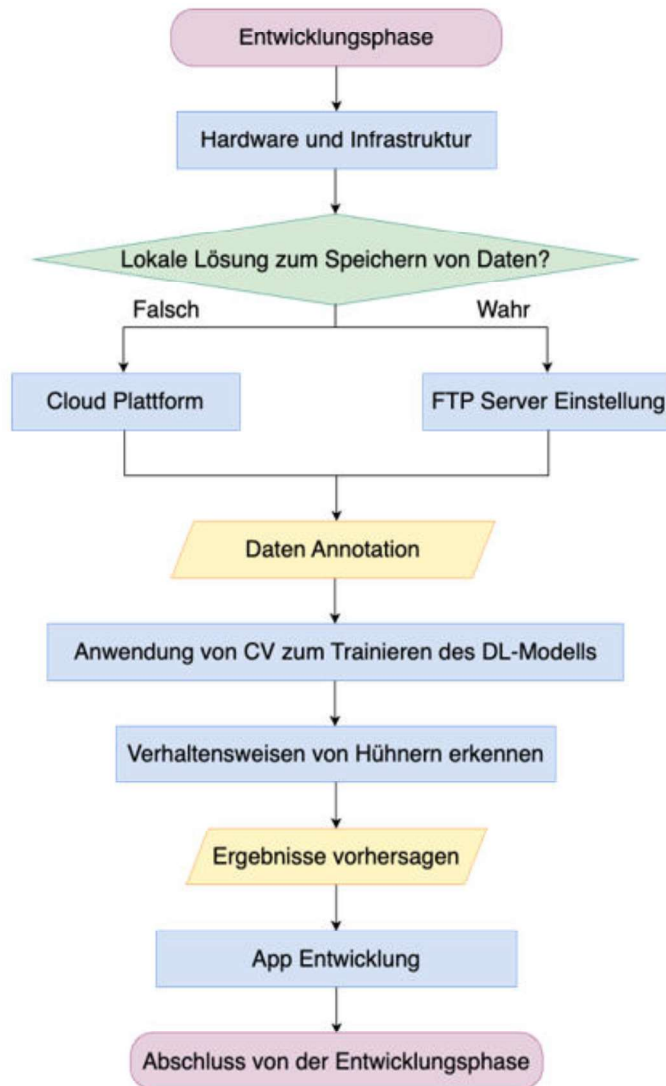 Entwicklungsphase
Hardware und Infrastruktur
Lokale Lösung zum Speichern von Daten?
Falsch
Wahr
Cloud Plattform
FTP Server Einstellung
Daten Annotation
Anwendung von CV zum Trainieren des DL-Modells
Verhaltensweisen von Hühnern erkennen
Ergebnisse vorhersagen
App Entwicklung
Abschluss von der Entwicklungsphase